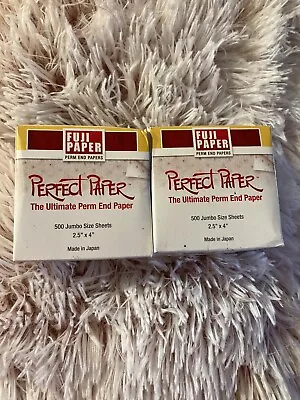 FUJI
PAPER
PERM END PAPERS
PERFECT PAPER™
The Ultimate Perm End Paper
500 Jumbo Size Sheets
2.5" x 4"
Made in Japan
FUJI
PAPER
PERM END PAPERS
PERFECT PAPER™
The Ultimate Perm End Paper
500 Jumbo Size Sheets
2.5" x 4"
Made in Japan